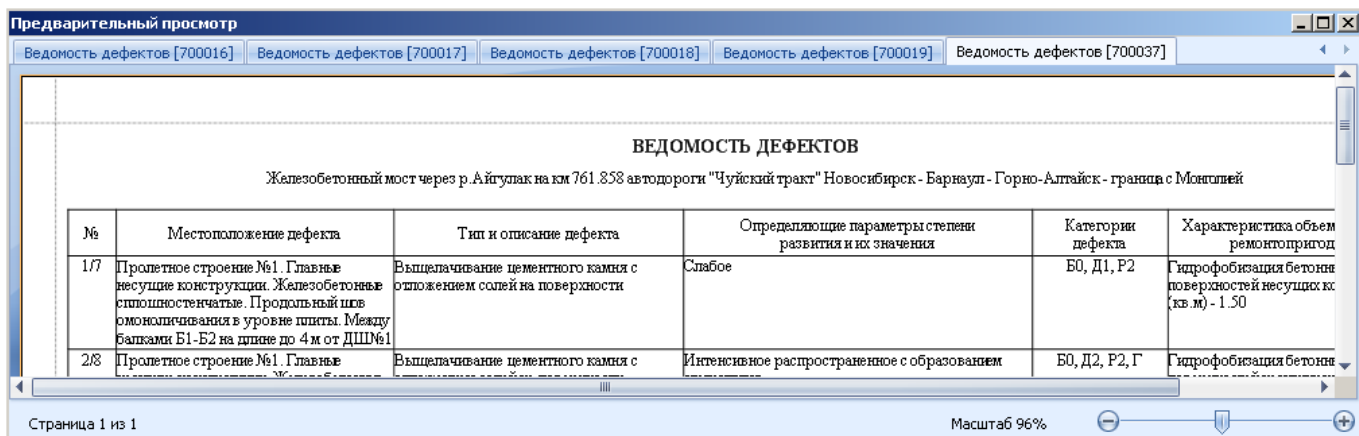 Предварительный просмотр
Ведомость дефектов [700016] Ведомость дефектов [700017] Ведомость дефектов [700018] Ведомость дефектов [700019] Ведомость дефектов [700037]
ВЕДОМОСТЬ ДЕФЕКТОВ
Железобетонный мост через р.Айгулак на км 761.858 автодороги "Чуйский тракт" Новосибирск - Барнаул - Горно-Алтайск - граница с Монголией
№ Местоположение дефекта Тип и описание дефекта Определяющие параметры степени развития и их значения Категории дефекта Характеристика объем
ремонтопригод
1/7 Пролетное строение №1. Главные Выщелачивание цементного камня с Слабое Б0, Д1, Р2 Гидрофобизация бетонн
несущие конструкции. Железобетонные отложением солей на поверхности поверхностей несущих ко
сплошностенчатые. Продольный шов (кв.м) - 1.50
омоноличивания в уровне плиты. Между
балками Б1-Б2 на длине до 4 м от ДШ№1
2/8 Пролетное строение №1. Главные Выщелачивание цементного камня с Интенсивное распространенное с образованием Б0, Д2, Р2, Г Гидрофобизация бетонн
Страница 1 из 1 Масштаб 96%